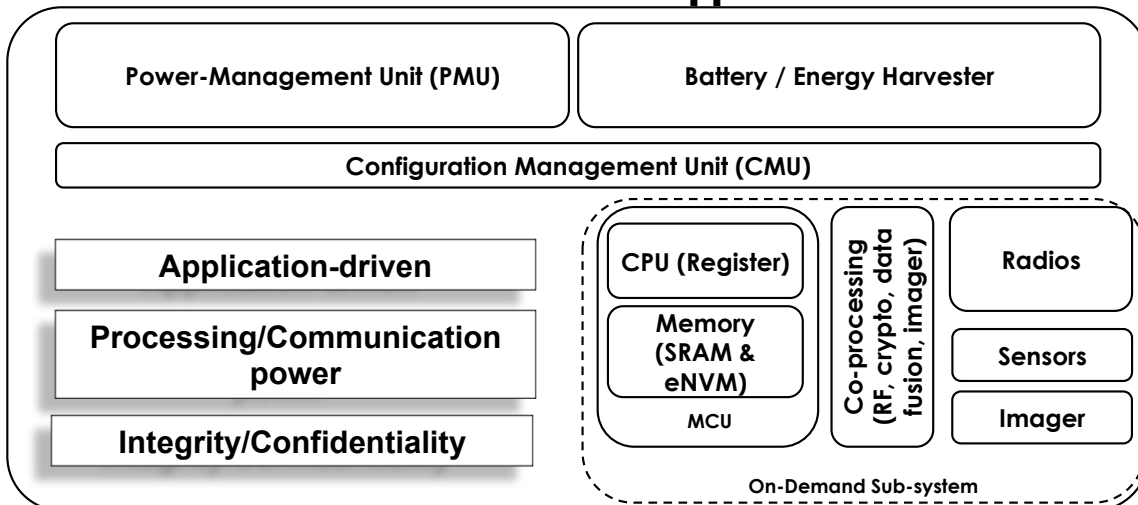 Power-Management Unit (PMU)
Battery / Energy Harvester
Configuration Management Unit (CMU)
Application-driven
Processing/Communication
power
Integrity/Confidentiality
CPU (Register)
Memory
(SRAM &
eNVM)
MCU
Co-processing
(RF, crypto, data
fusion, imager)
Radios
Sensors
Imager
On-Demand Sub-system